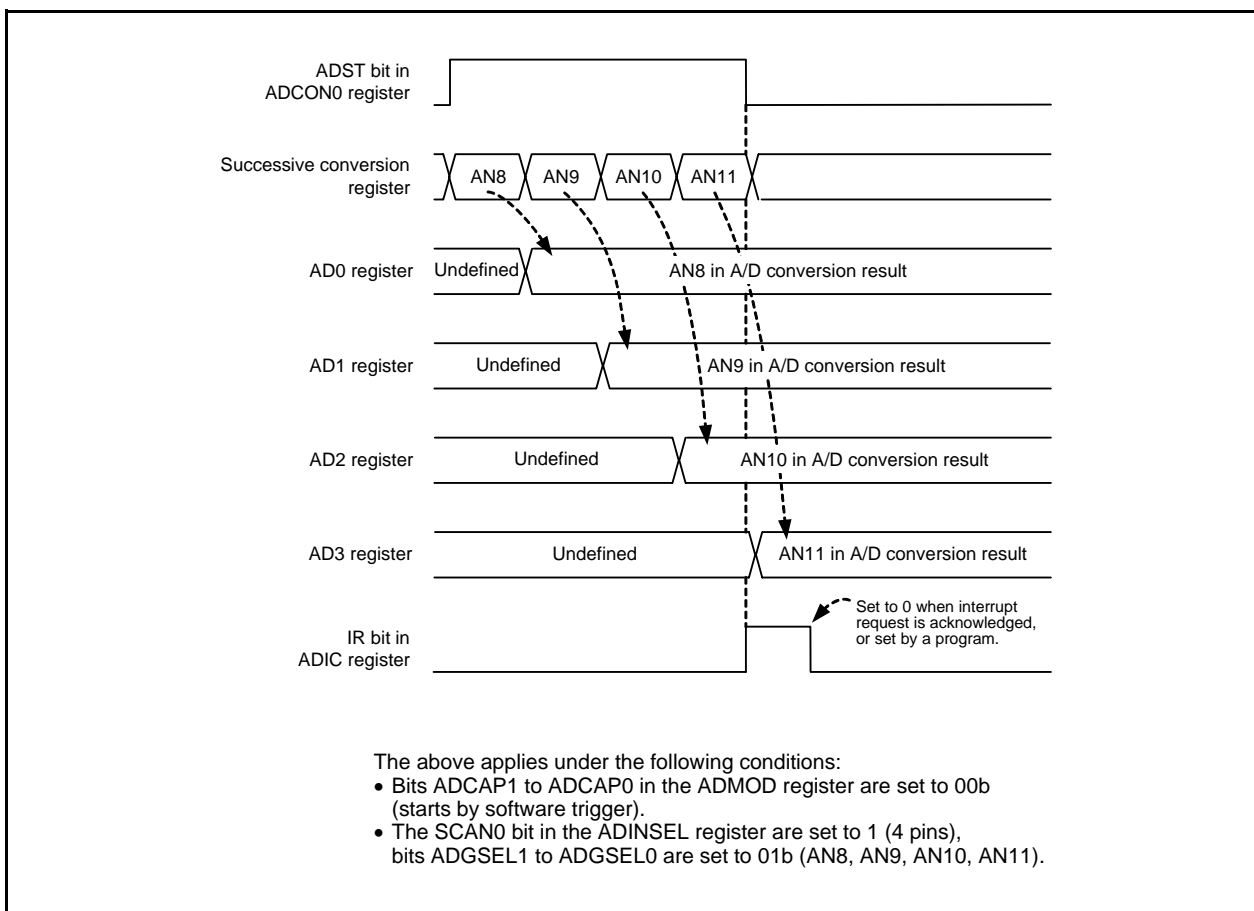 ADST bit in
ADCON0 register
Successive conversion
register
AN8
AN9
AN10
AN11
AD0 register
Undefined
AN8 in A/D conversion result
AD1 register
Undefined
AN9 in A/D conversion result
AD2 register
Undefined
AN10 in A/D conversion result
AD3 register
Undefined
AN11 in A/D conversion result
IR bit in
ADIC register
Set to 0 when interrupt
request is acknowledged,
or set by a program.
The above applies under the following conditions:
• Bits ADCAP1 to ADCAP0 in the ADMOD register are set to 00b
(starts by software trigger).
• The SCAN0 bit in the ADINSEL register are set to 1 (4 pins),
bits ADGSEL1 to ADGSEL0 are set to 01b (AN8, AN9, AN10, AN11).